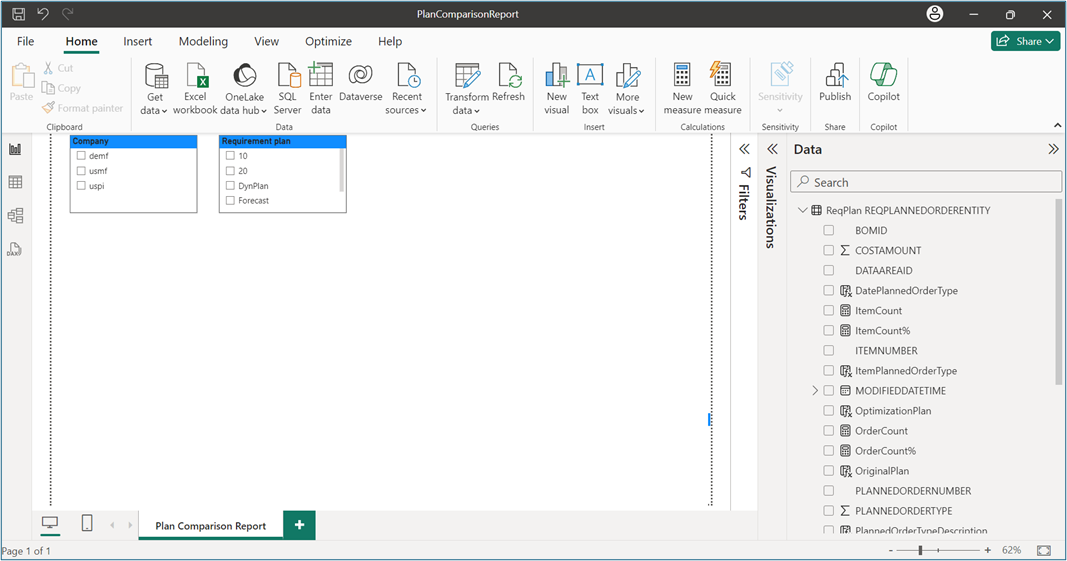 PlanComparisonReport
File Home Insert Modeling View Optimize Help Share
Paste Cut Copy Format painter
Get data Excel workbook OneLake data hub SQL Server Enter data Dataverse Recent sources
Transform data Refresh
New visual Text box A More visuals
New measure Quick measure
Sensitivity Publish Copilot
Clipboard Data Queries Insert Calculations Sensitivity Share Copilot
Company
demf
usmf
uspi
Requirement plan
10
20
DynPlan
Forecast
Filters
Visualizations
Data
Search
ReqPlan REQPLANNEDORDERENTITY
BOMID
COSTAMOUNT
DATAAREAID
DatePlannedOrderType
ItemCount
ItemCount%
ITEMNUMBER
ItemPlannedOrderType
MODIFIEDDATETIME
OptimizationPlan
OrderCount
OrderCount%
OriginalPlan
PLANNEDORDERNUMBER
PLANNEDORDERTYPE
PlannedOrderTypeDescription
Plan Comparison Report +
Page 1 of 1 - + 62%